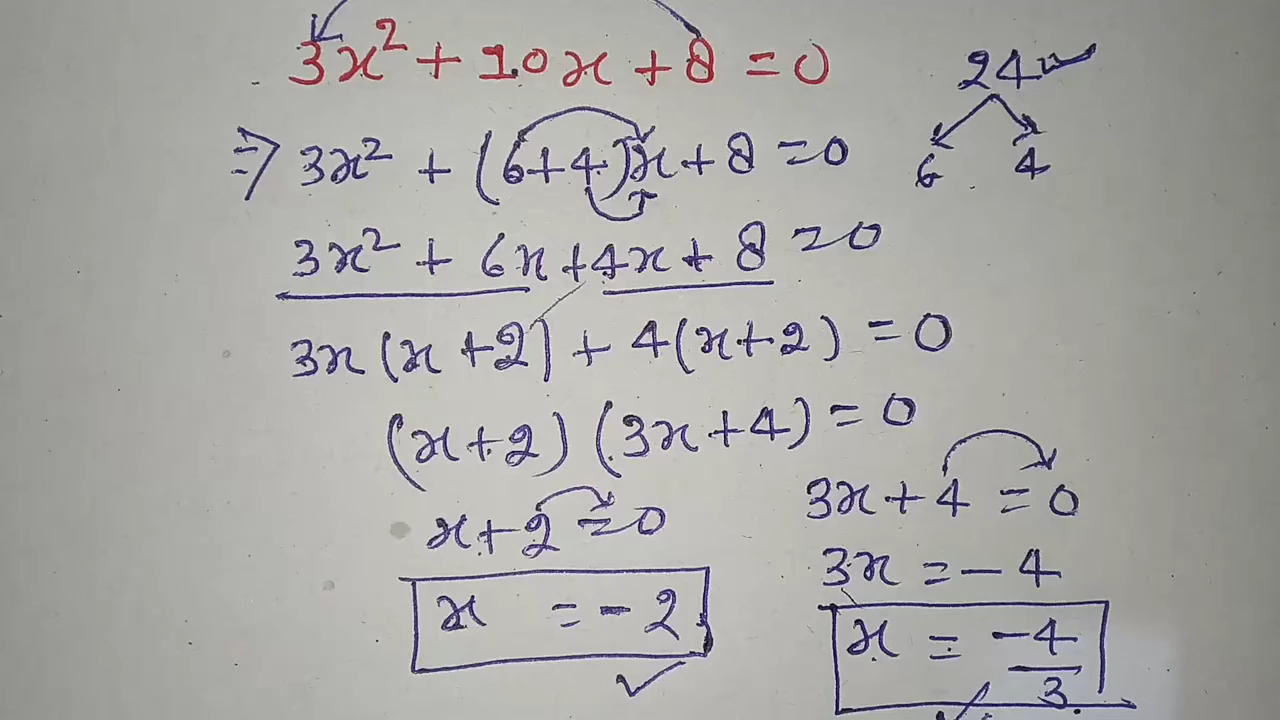 3x² + 10x + 8 = 0
24
6 4
⇒ 3x² + (6+4)x + 8 = 0
3x² + 6x + 4x + 8 = 0
3x(x+2) + 4(x+2) = 0
(x+2) (3x+4) = 0
x+2 = 0
x = -2
3x+4 = 0
3x = -4
x = -4/3